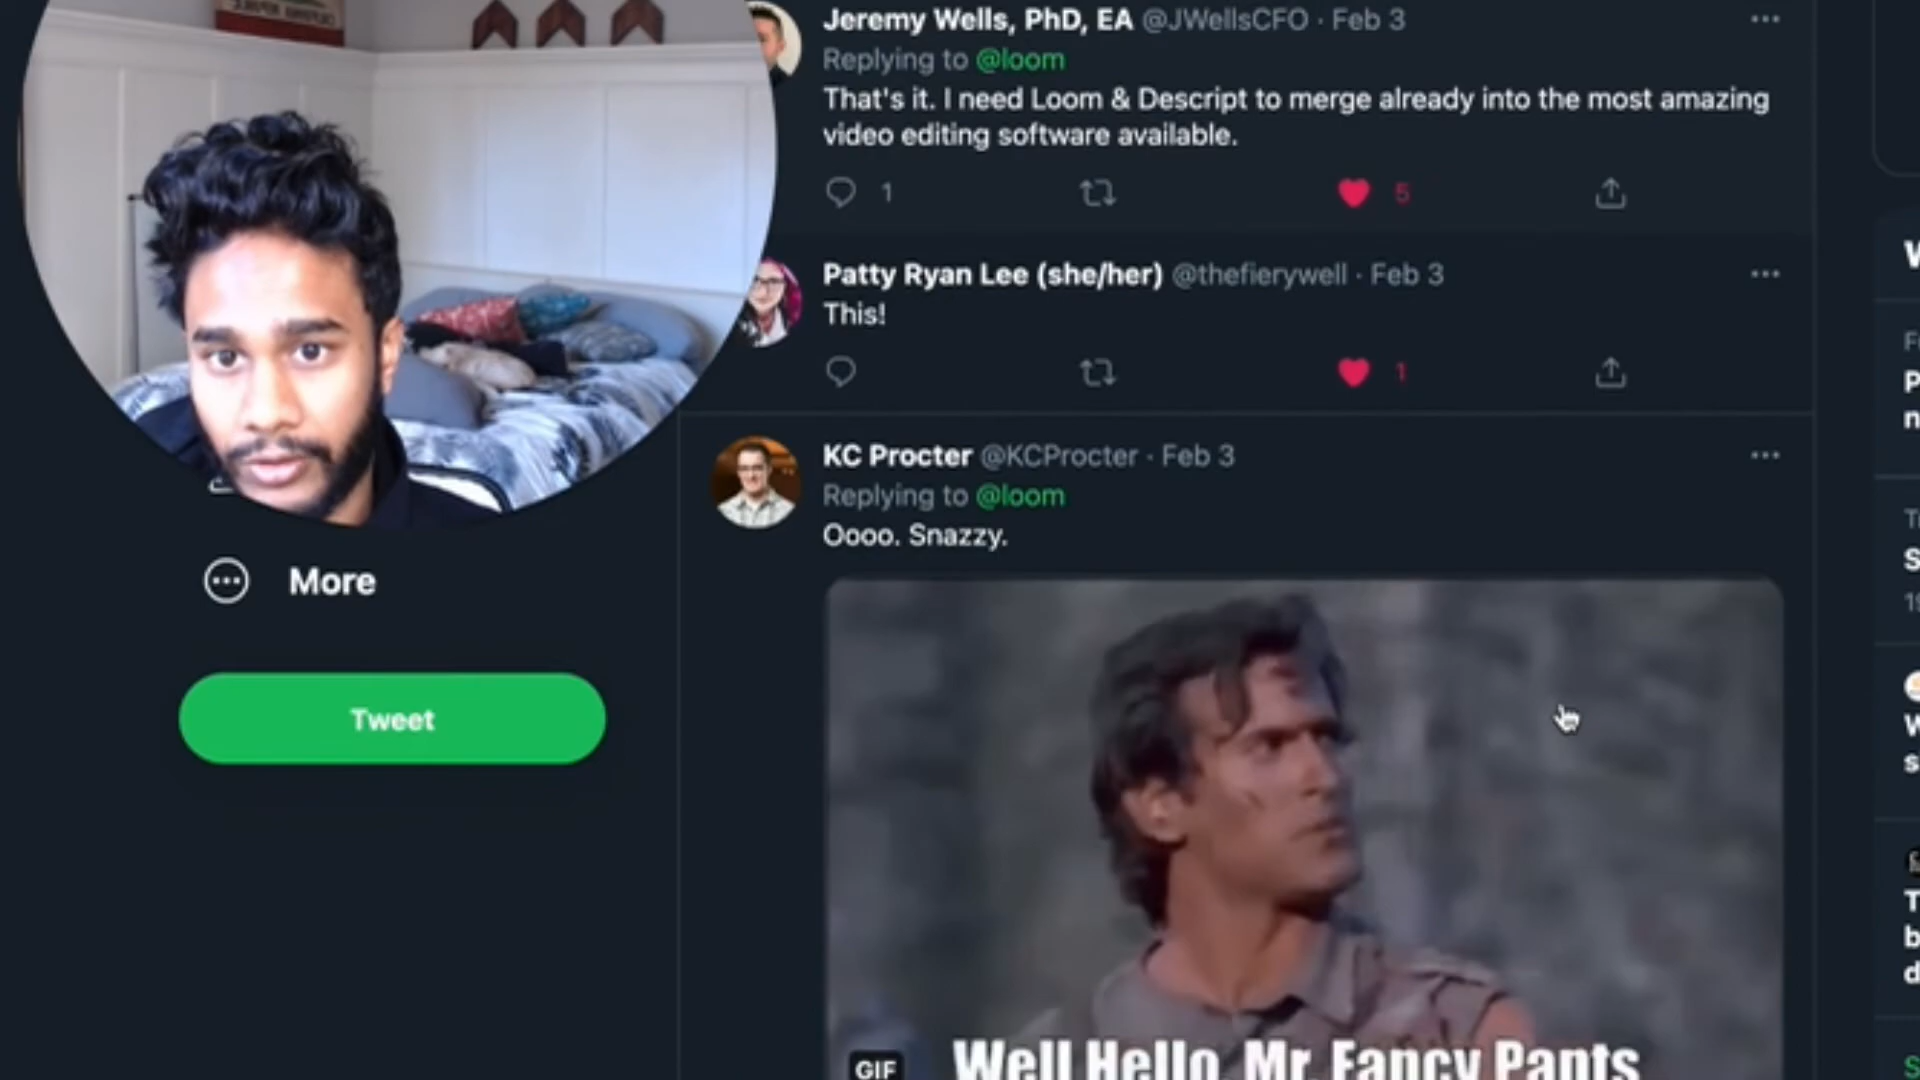 Jeremy Wells, PhD, EA @JWellsCFO · Feb 3
Replying to @loom
That's it. I need Loom & Descript to merge already into the most amazing
video editing software available.
1
5
Patty Ryan Lee (she/her) @thefierywell · Feb 3
This!
1
KC Procter @KCProcter · Feb 3
Replying to @loom
Oooo. Snazzy.
More
Tweet
GIF
Well Hello, Mr. Fancy Pants